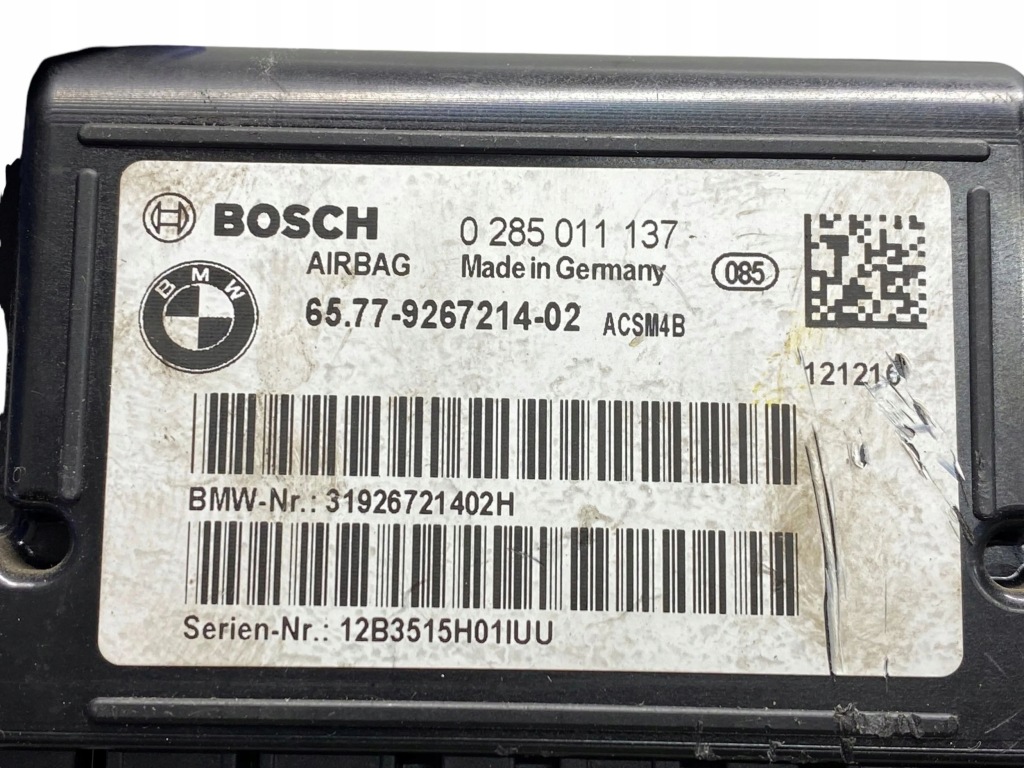 BOSCH 0 285 011 137
AIRBAG Made in Germany 085
BMW
65.77-9267214-02 ACSM4B
121216
BMW-Nr.: 31926721402H
Serien-Nr.: 12B3515H01IUU